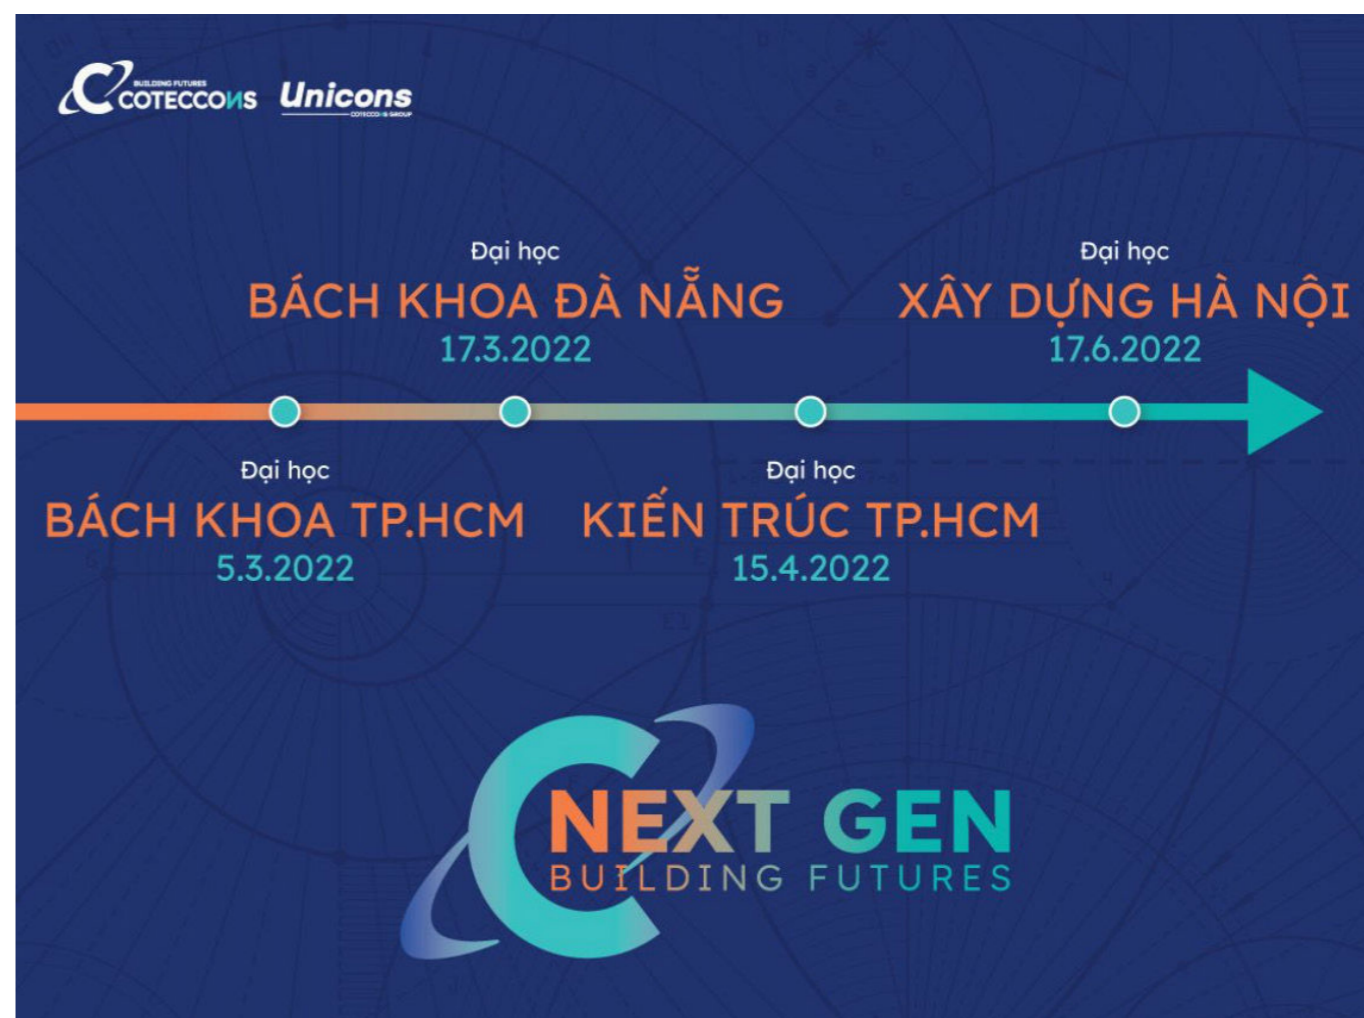 BUILDING FUTURES
COTECCONS
Unicons
COTECCONS GROUP
Đại học
BÁCH KHOA ĐÀ NẴNG
17.3.2022
Đại học
XÂY DỰNG HÀ NỘI
17.6.2022
Đại học
BÁCH KHOA TP.HCM
5.3.2022
Đại học
KIẾN TRÚC TP.HCM
15.4.2022
NEXT GEN
BUILDING FUTURES